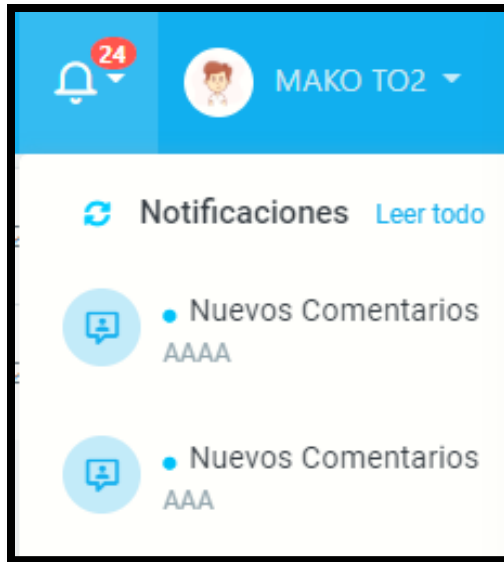 24
MAKO TO2
Notificaciones Leer todo
Nuevos Comentarios
AAAA
Nuevos Comentarios
AAA